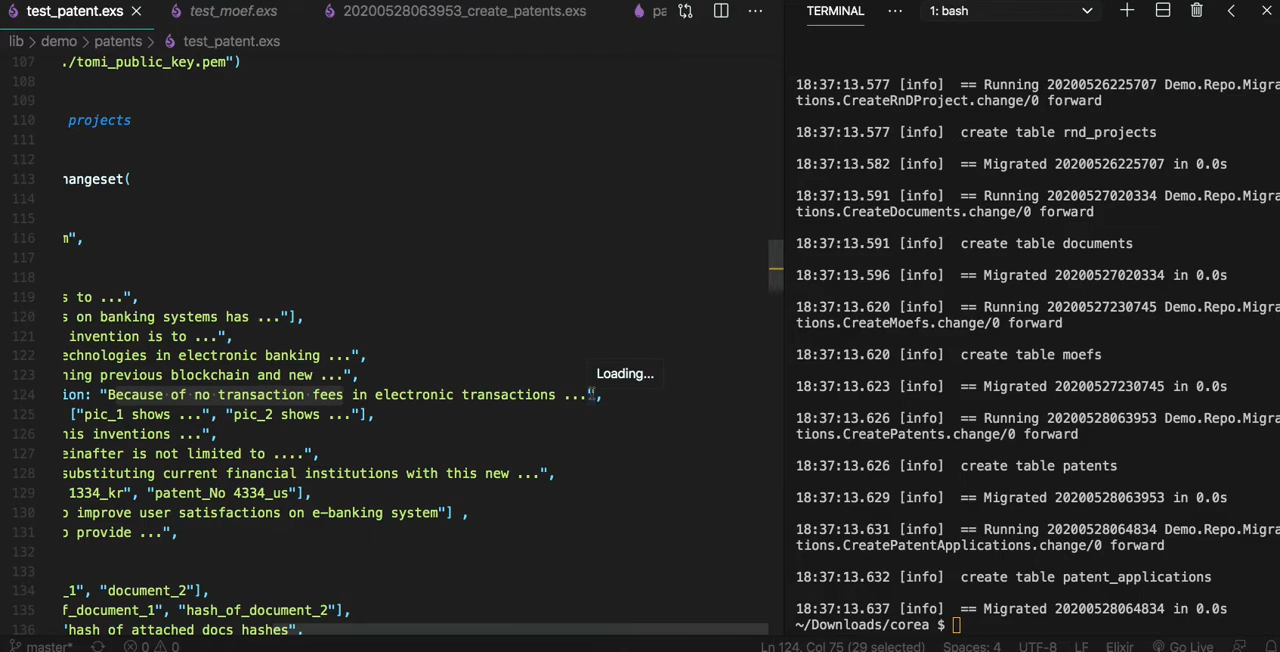 test_patent.exs
test_moef.exs
20200528063953_create_patents.exs
pa
···
TERMINAL
···
1: bash
lib > demo > patents > test_patent.exs
107 ./tomi_public_key.pem")
108
109
110 projects
111
112
113 hangeset(
114
115
116 m",
117
118
119 s to ...",
120 s on banking systems has ..."],
121 invention is to ...",
122 echnologies in electronic banking ...",
123 ning previous blockchain and new ...",
Loading...
124 ion: "Because of no transaction fees in electronic transactions ...",
125 ["pic_1 shows ...", "pic_2 shows ..."],
126 his inventions ...",
127 einafter is not limited to ....",
128 substituting current financial institutions with this new ...",
129 1334_kr", "patent_No 4334_us"],
130 o improve user satisfactions on e-banking system"] ,
131 o provide ...",
132
133
134 _1", "document_2"],
135 f_document_1", "hash_of_document_2"],
136 "hash of attached docs hashes",
18:37:13.577 [info]  == Running 20200526225707 Demo.Repo.Migra
tions.CreateRnDProject.change/0 forward
18:37:13.577 [info]  create table rnd_projects
18:37:13.582 [info]  == Migrated 20200526225707 in 0.0s
18:37:13.591 [info]  == Running 20200527020334 Demo.Repo.Migra
tions.CreateDocuments.change/0 forward
18:37:13.591 [info]  create table documents
18:37:13.596 [info]  == Migrated 20200527020334 in 0.0s
18:37:13.620 [info]  == Running 20200527230745 Demo.Repo.Migra
tions.CreateMoefs.change/0 forward
18:37:13.620 [info]  create table moefs
18:37:13.623 [info]  == Migrated 20200527230745 in 0.0s
18:37:13.626 [info]  == Running 20200528063953 Demo.Repo.Migra
tions.CreatePatents.change/0 forward
18:37:13.626 [info]  create table patents
18:37:13.629 [info]  == Migrated 20200528063953 in 0.0s
18:37:13.631 [info]  == Running 20200528064834 Demo.Repo.Migra
tions.CreatePatentApplications.change/0 forward
18:37:13.632 [info]  create table patent_applications
18:37:13.637 [info]  == Migrated 20200528064834 in 0.0s
~/Downloads/corea $
master* 0 0 Ln 124, Col 75 (29 selected) Spaces: 4 UTF-8 LF Elixir Go Live